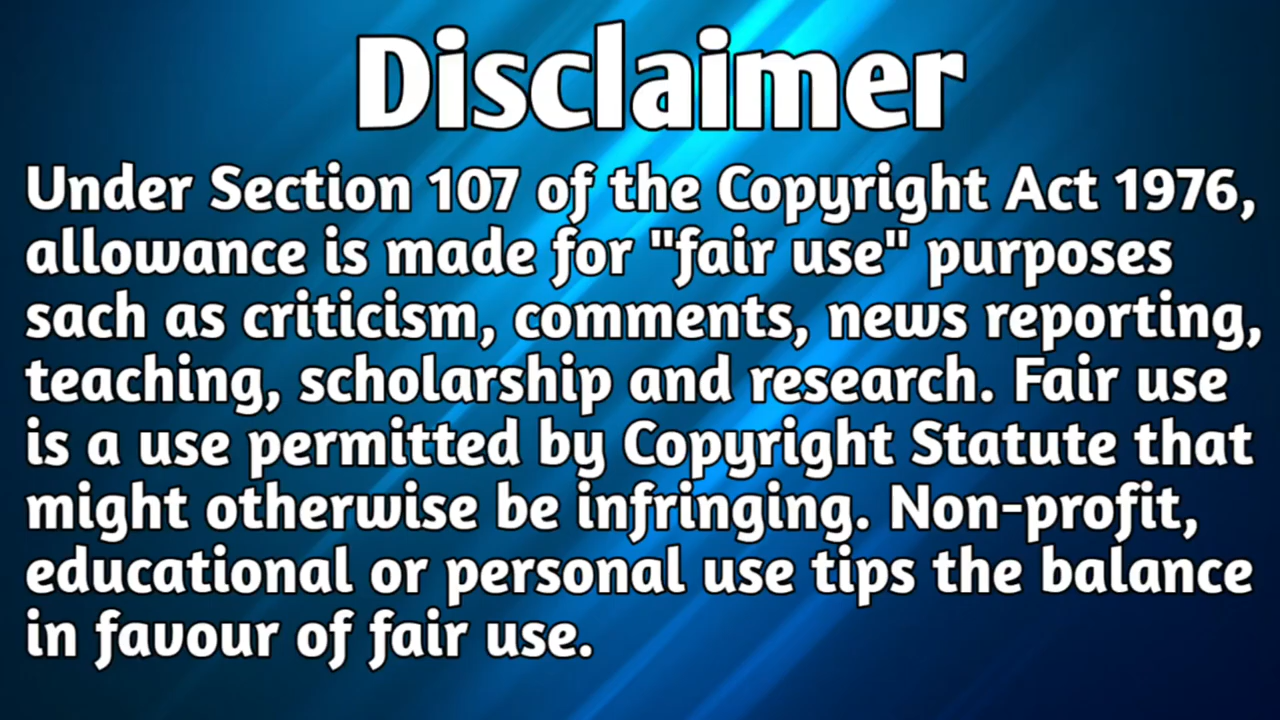 Disclaimer
Under Section 107 of the Copyright Act 1976,
allowance is made for "fair use" purposes
sach as criticism, comments, news reporting,
teaching, scholarship and research. Fair use
is a use permitted by Copyright Statute that
might otherwise be infringing. Non-profit,
educational or personal use tips the balance
in favour of fair use.